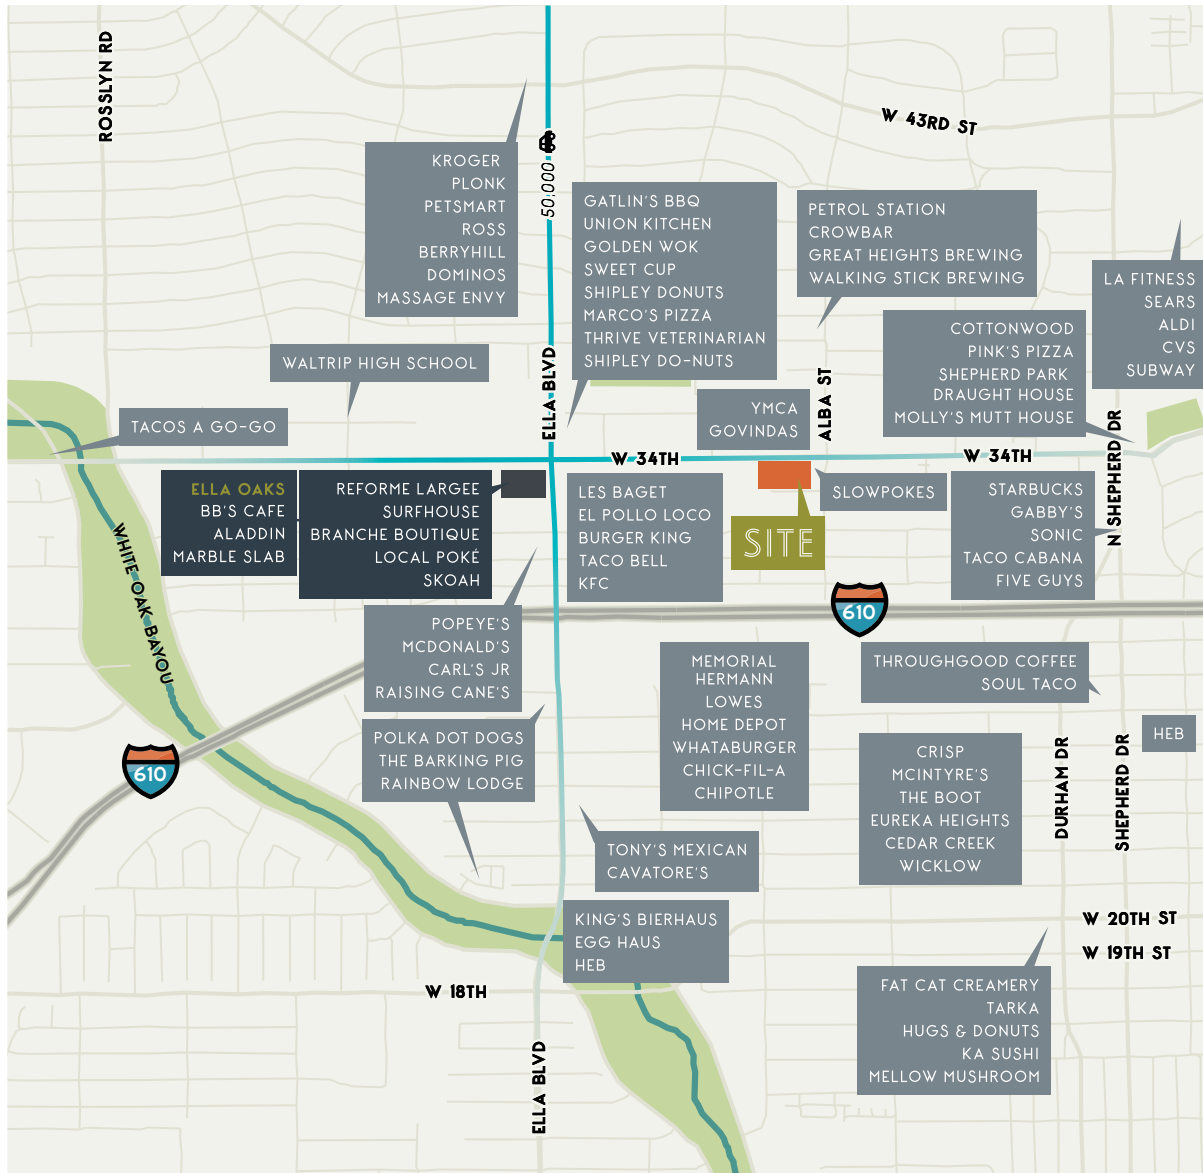 ROSSLYN RD
W 43RD ST
50,000
KROGER
PLONK
PETSMART
ROSS
BERRYHILL
DOMINOS
MASSAGE ENVY
GATLIN'S BBQ
UNION KITCHEN
GOLDEN WOK
SWEET CUP
SHIPLEY DONUTS
MARCO'S PIZZA
THRIVE VETERINARIAN
SHIPLEY DO-NUTS
PETROL STATION
CROWBAR
GREAT HEIGHTS BREWING
WALKING STICK BREWING
LA FITNESS
SEARS
ALDI
CVS
SUBWAY
COTTONWOOD
PINK'S PIZZA
SHEPHERD PARK
DRAUGHT HOUSE
MOLLY'S MUTT HOUSE
WALTRIP HIGH SCHOOL
ELLA BLVD
ALBA ST
YMCA
GOVINDAS
TACOS A GO-GO
N SHEPHERD DR
W 34TH
W 34TH
ELLA OAKS
BB'S CAFE
ALADDIN
MARBLE SLAB
REFORME LARGEE
SURFHOUSE
BRANCHE BOUTIQUE
LOCAL POKÉ
SKOAH
LES BAGET
EL POLLO LOCO
BURGER KING
TACO BELL
KFC
SITE
SLOWPOKES
STARBUCKS
GABBY'S
SONIC
TACO CABANA
FIVE GUYS
WHITE OAK BAYOU
610
POPEYE'S
MCDONALD'S
CARL'S JR
RAISING CANE'S
MEMORIAL
HERMANN
LOWES
HOME DEPOT
WHATABURGER
CHICK-FIL-A
CHIPOTLE
THROUGHGOOD COFFEE
SOUL TACO
HEB
POLKA DOT DOGS
THE BARKING PIG
RAINBOW LODGE
610
CRISP
MCINTYRE'S
THE BOOT
EUREKA HEIGHTS
CEDAR CREEK
WICKLOW
DURHAM DR
SHEPHERD DR
TONY'S MEXICAN
CAVATORE'S
KING'S BIERHAUS
EGG HAUS
HEB
W 20TH ST
W 19TH ST
W 18TH
FAT CAT CREAMERY
TARKA
HUGS & DONUTS
KA SUSHI
MELLOW MUSHROOM
ELLA BLVD